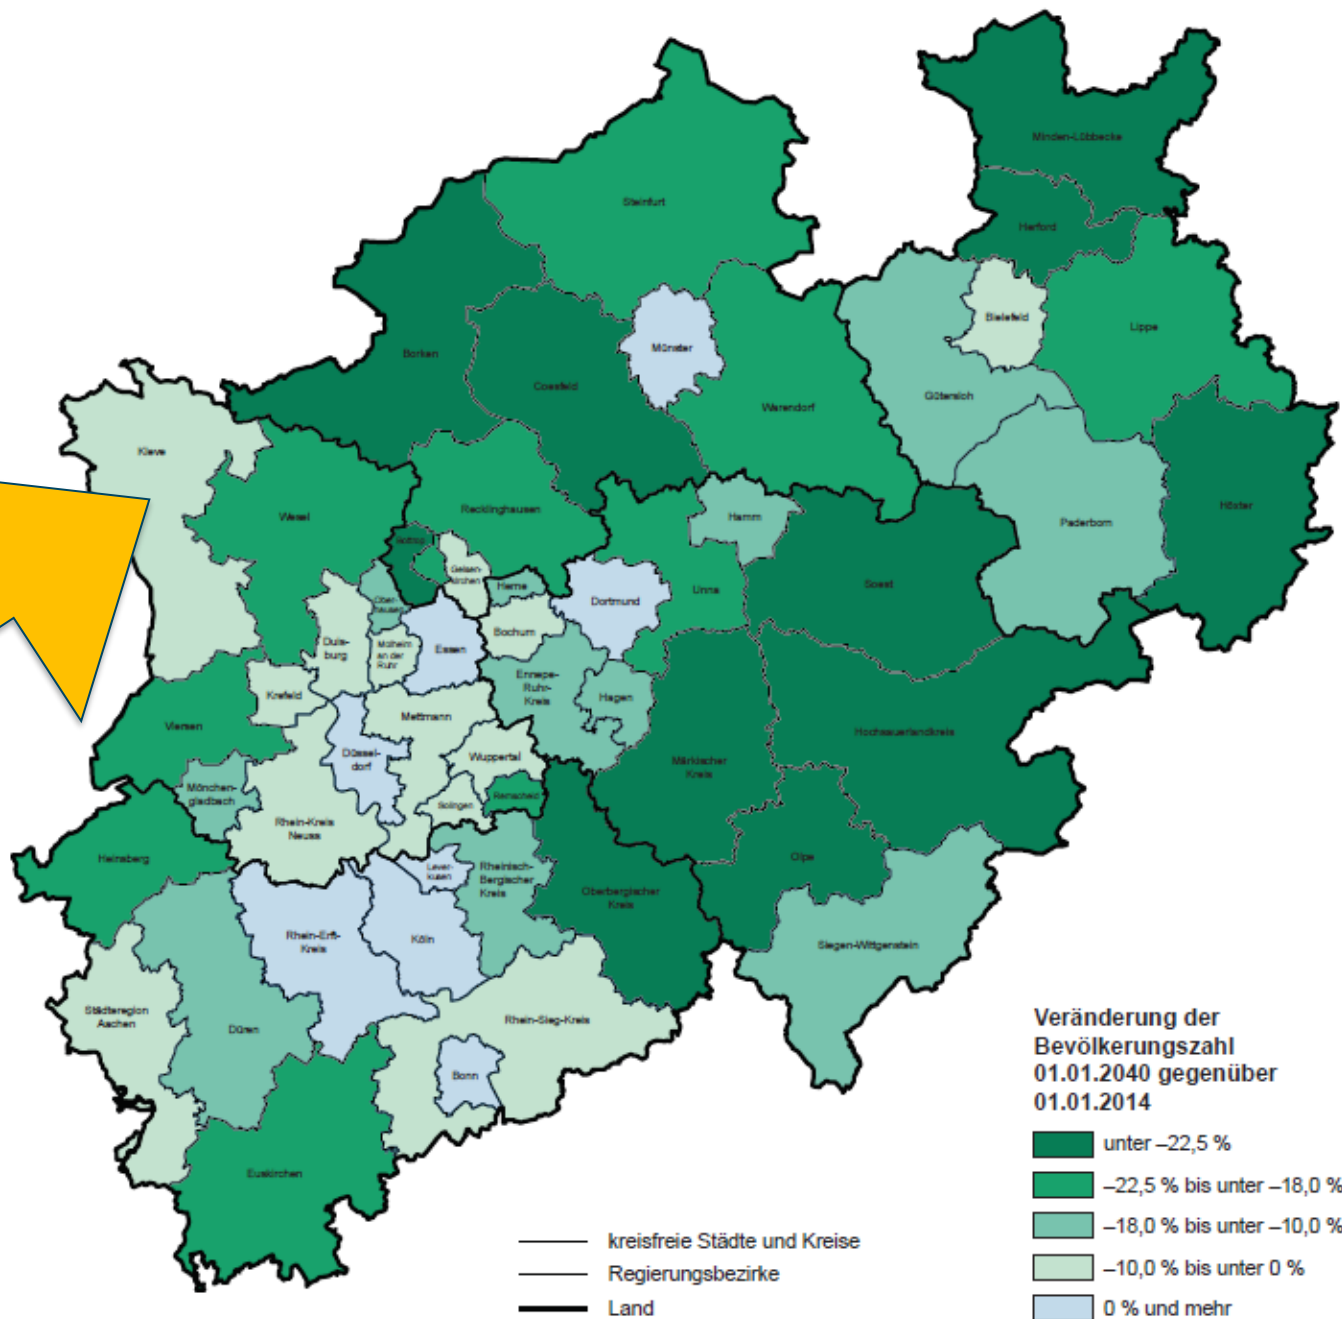 Minden-Lübbecke
Steinfurt
Herford
Bielefeld
Lippe
Münster
Borken
Coesfeld
Warendorf
Gütersloh
Kleve
Wesel
Recklinghausen
Hamm
Höxter
Paderborn
Bottrop
Gelsen-
kirchen
Herne
Ober-
hausen
Dortmund
Unna
Soest
Duis-
burg
Mülheim
an der
Ruhr
Essen
Bochum
Ennepe-
Ruhr-
Kreis
Hagen
Krefeld
Viersen
Mettmann
Düssel-
dorf
Wuppertal
Hochsauerlandkreis
Märkischer
Kreis
Mönchen-
gladbach
Solingen
Remscheid
Rhein-Kreis
Neuss
Heinsberg
Lever-
kusen
Rheinisch-
Bergischer
Kreis
Oberbergischer
Kreis
Olpe
Rhein-Erft-
Kreis
Köln
Siegen-Wittgenstein
Städteregion
Aachen
Düren
Rhein-Sieg-Kreis
Bonn
Euskirchen
Veränderung der
Bevölkerungszahl
01.01.2040 gegenüber
01.01.2014
unter –22,5 %
–22,5 % bis unter –18,0 %
–18,0 % bis unter –10,0 %
–10,0 % bis unter 0 %
0 % und mehr
kreisfreie Städte und Kreise
Regierungsbezirke
Land